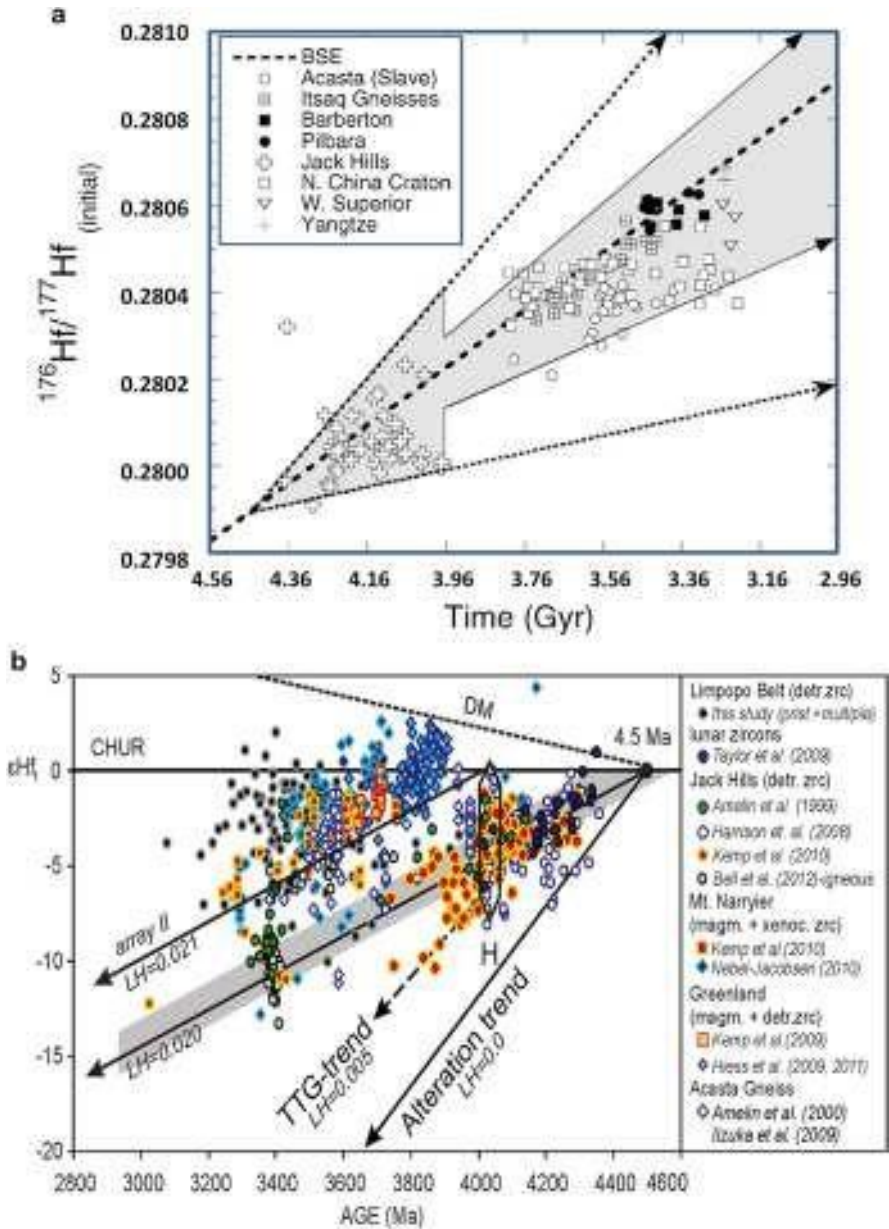 a
0.2810
0.2808
0.2806
0.2804
0.2802
0.2800
0.2798
176Hf/177Hf (initial)
BSE
Acasta (Slave)
Itsaq Gneisses
Barberton
Pilbara
Jack Hills
N. China Craton
W. Superior
Yangtze
4.56 4.36 4.16 3.96 3.76 3.56 3.36 3.16 2.96
Time (Gyr)
b
5
0
-5
-10
-15
-20
εHf,
CHUR
DM
4.5 Ma
array II
LH=0.021
LH=0.020
H
TTG-trend
LH=0.005
Alteration trend
LH=0.0
2800 3000 3200 3400 3600 3800 4000 4200 4400 4600
AGE (Ma)
Limpopo Belt (detr.zrc)
this study (prist +multipla)
lunar zircons
Taylor et al. (2009)
Jack Hills (detr. zrc)
Amelin et al. (1999)
Harrison et. al. (2008)
Kemp et al. (2010)
Bell et al. (2012)-igneous
Mt. Narryier
(magm. + xenoc. zrc)
Kemp et al (2010)
Nebel-Jacobsen (2010)
Greenland
(magm. + detr.zrc)
Kemp et al. (2009)
Hiess et al. (2009, 2011)
Acasta Gneiss
Amelin et al. (2000)
Iizuka et al. (2009)